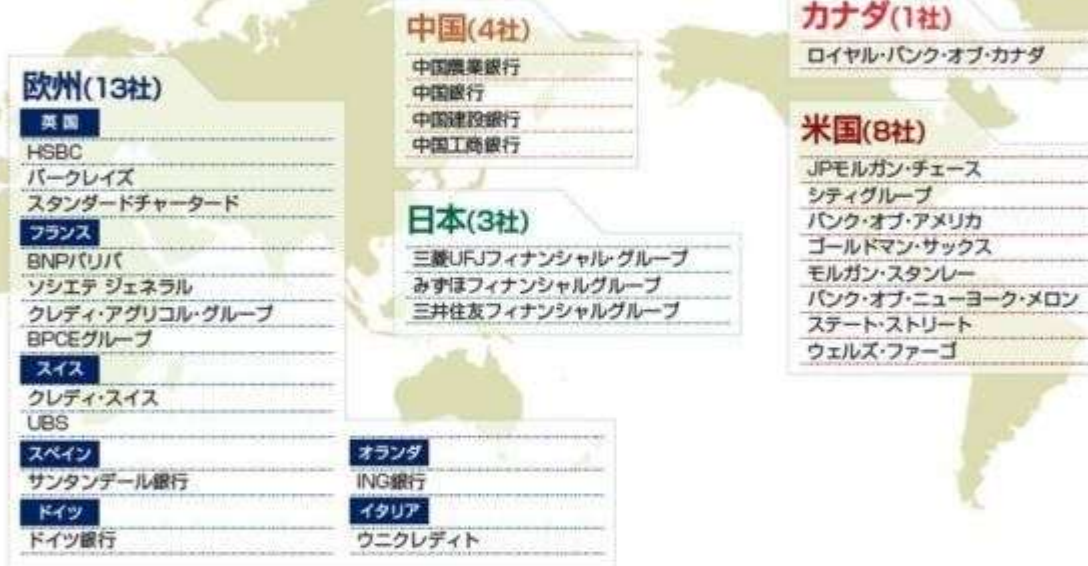 欧州(13社)
英国
HSBC
バークレイズ
スタンダードチャータード
フランス
BNPパリバ
ソシエテ ジェネラル
クレディ・アグリコル・グループ
BPCEグループ
スイス
クレディ・スイス
UBS
スペイン
サンタンデール銀行
ドイツ
ドイツ銀行
オランダ
ING銀行
イタリア
ウニクレディト
中国(4社)
中国農業銀行
中国銀行
中国建設銀行
中国工商銀行
日本(3社)
三菱UFJフィナンシャル・グループ
みずほフィナンシャルグループ
三井住友フィナンシャルグループ
カナダ(1社)
ロイヤル・バンク・オブ・カナダ
米国(8社)
JPモルガン・チェース
シティグループ
バンク・オブ・アメリカ
ゴールドマン・サックス
モルガン・スタンレー
バンク・オブ・ニューヨーク・メロン
ステート・ストリート
ウェルズ・ファーゴ